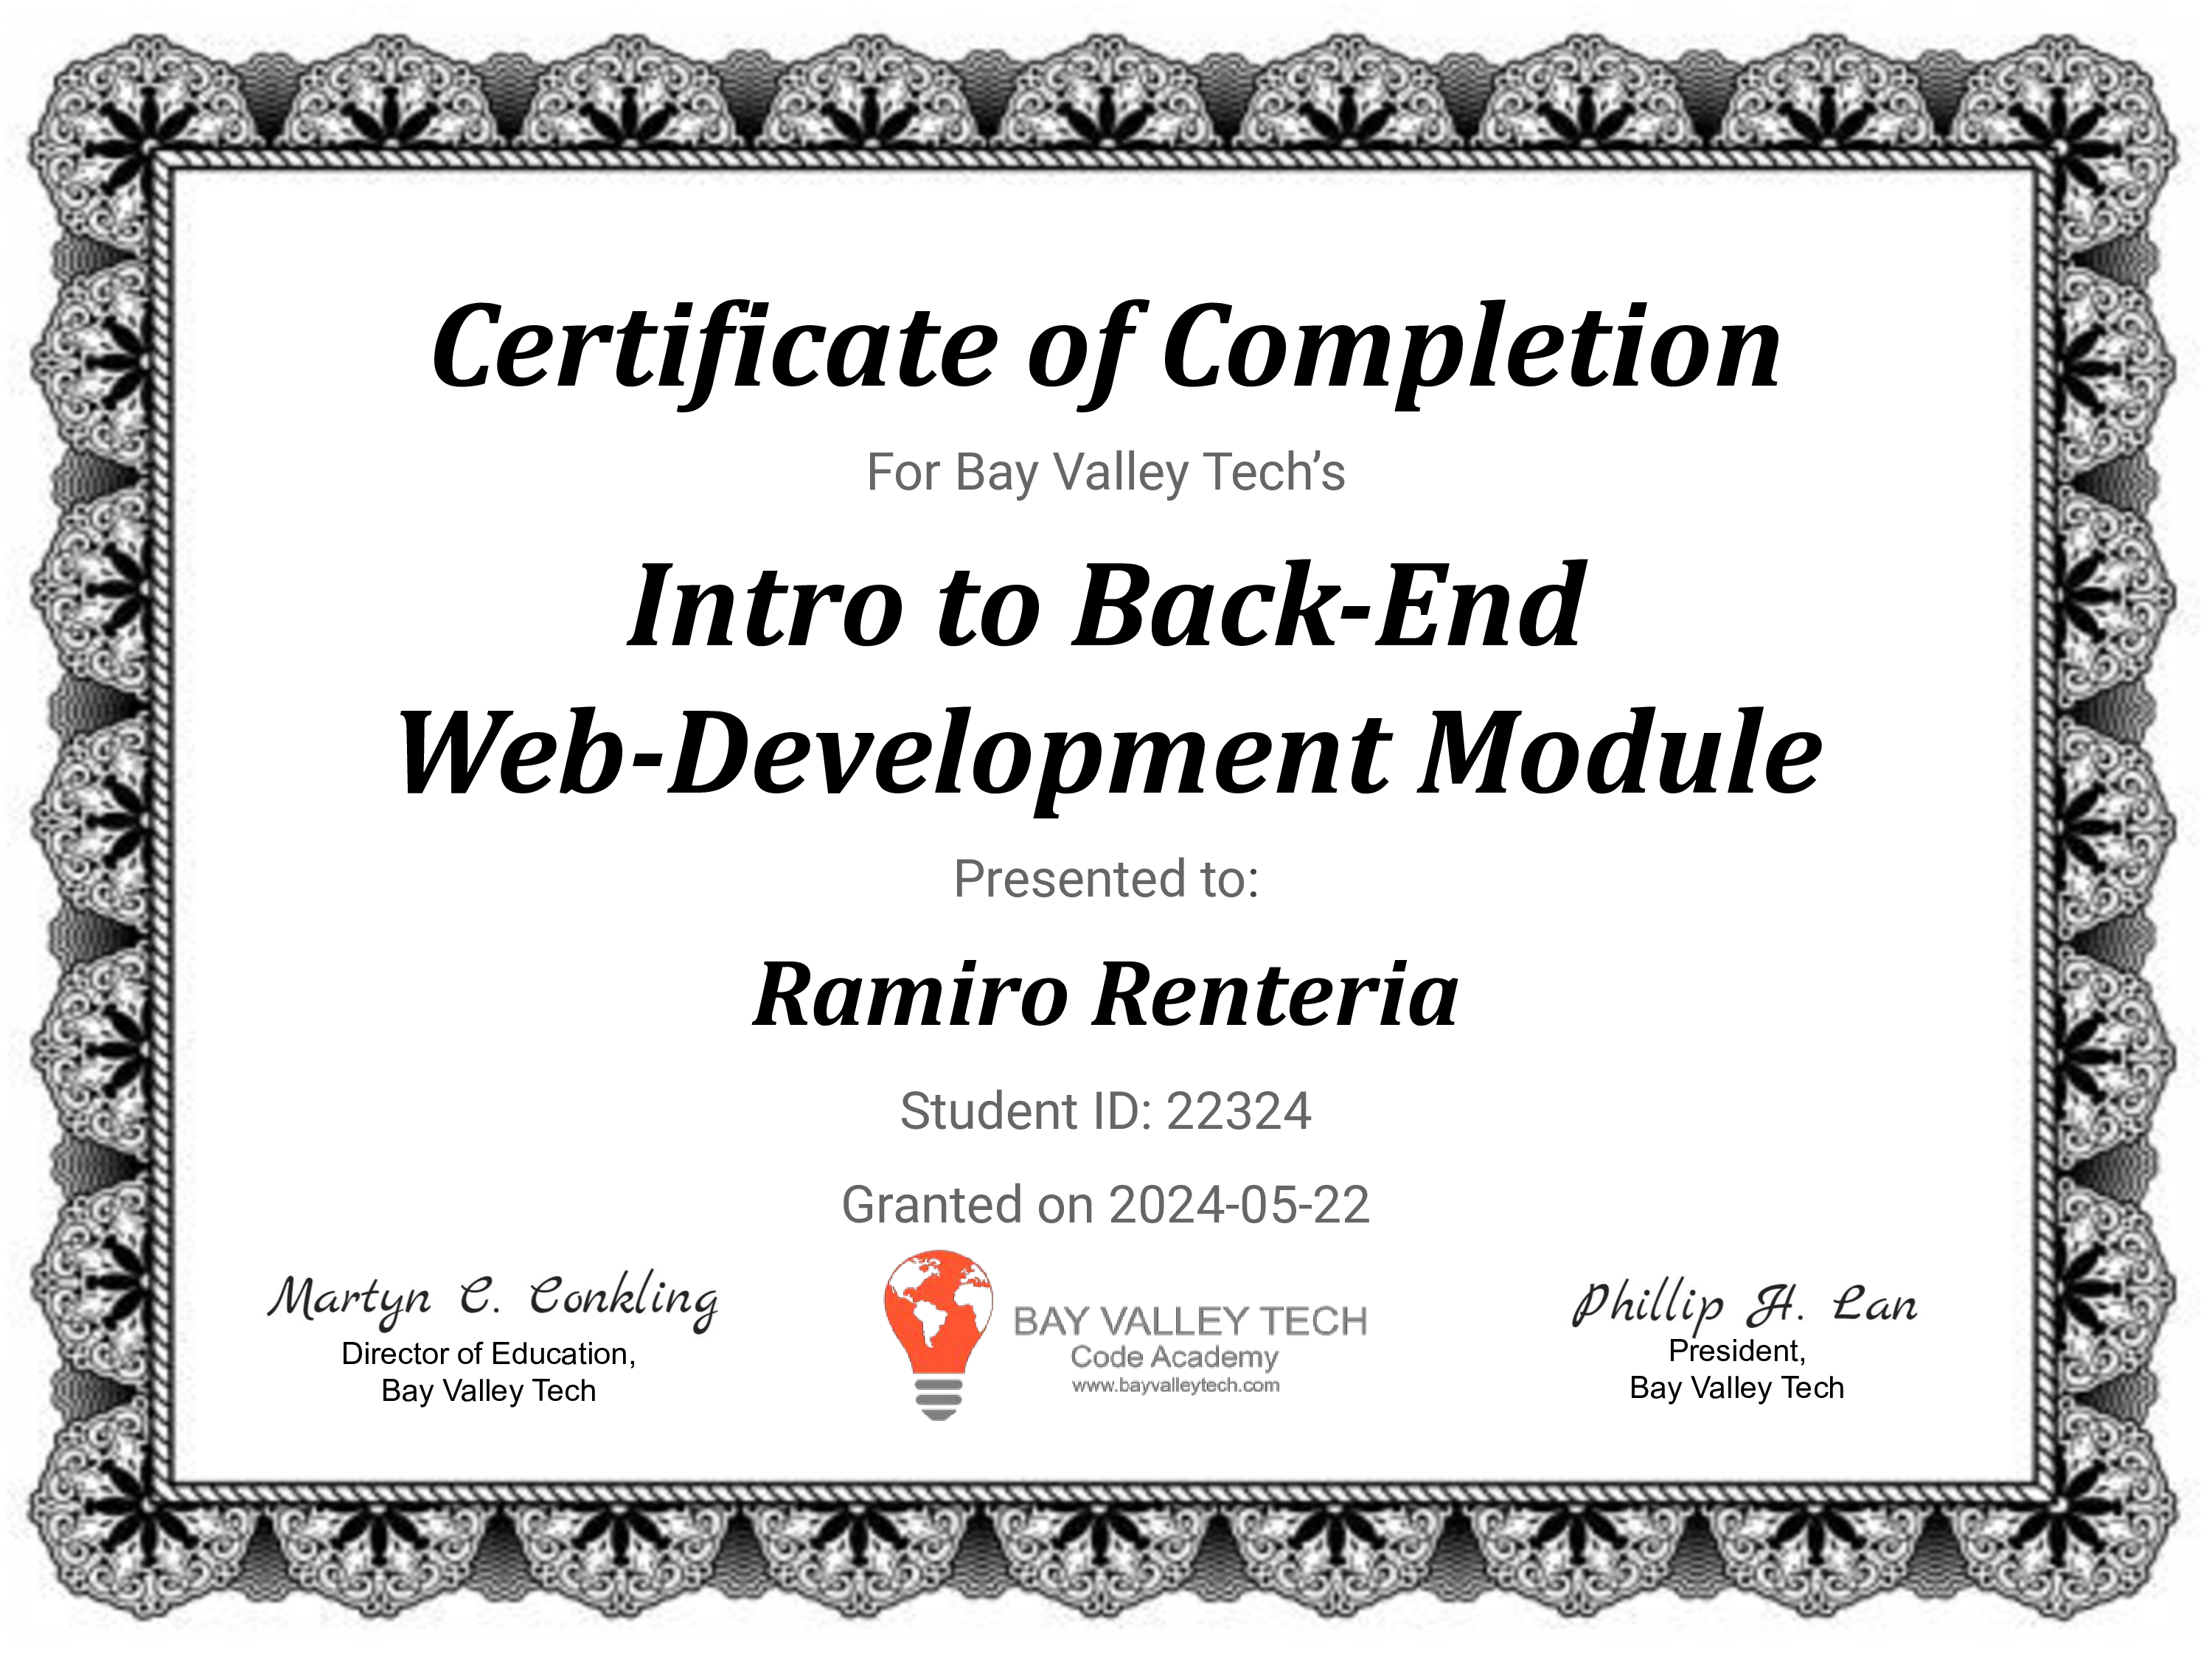 Certificate of Completion
For Bay Valley Tech’s
Intro to Back-End
Web-Development Module
Presented to:
Ramiro Renteria
Student ID: 22324
Granted on 2024-05-22
Martyn C. Conkling
Director of Education,
Bay Valley Tech
BAY VALLEY TECH
Code Academy
www.bayvalleytech.com
Phillip H. Lan
President,
Bay Valley Tech